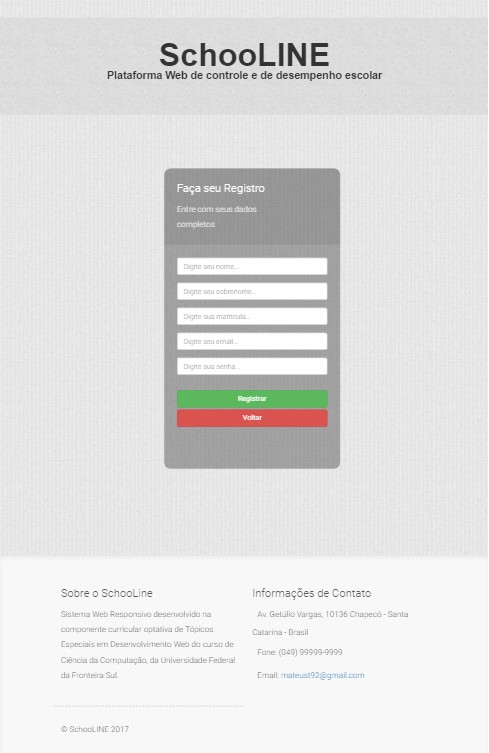 SchooLINE
Plataforma Web de controle e de desempenho escolar
Faça seu Registro
Entre com seus dados
completos
Digite seu nome...
Digite seu sobrenome...
Digite sua matricula...
Digite seu email...
Digite sua senha...
Registrar
Voltar
Sobre o SchooLine
Sistema Web Responsivo desenvolvido na
componente curricular optativa de Tópicos
Especiais em Desenvolvimento Web do curso de
Ciência da Computação, da Universidade Federal
da Fronteira Sul.
© SchooLINE 2017
Informações de Contato
Av. Getúlio Vargas, 10136 Chapecó - Santa
Catarina - Brasil
Fone: (049) 99999-9999
Email: mateust92@gmail.com